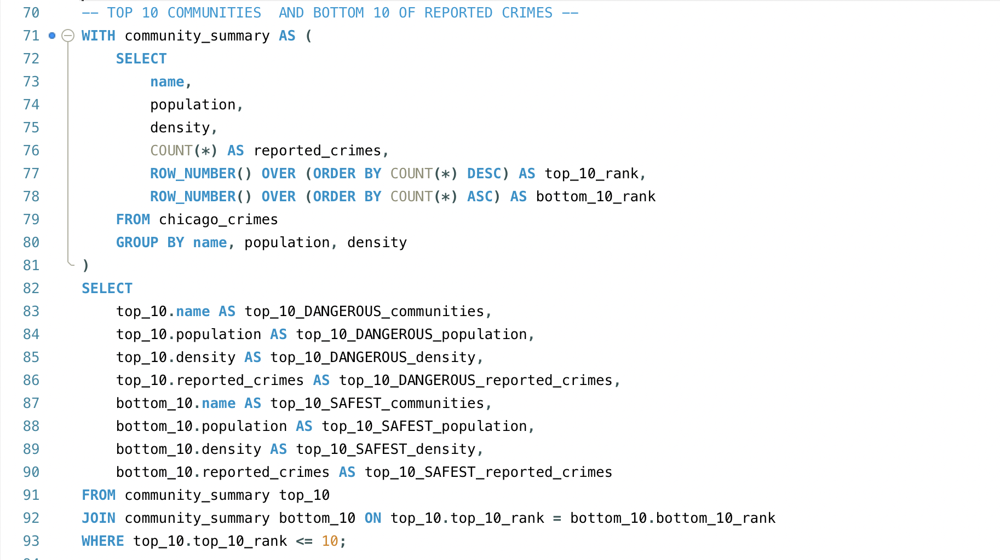 70 -- TOP 10 COMMUNITIES  AND BOTTOM 10 OF REPORTED CRIMES --
71 WITH community_summary AS (
72     SELECT
73         name,
74         population,
75         density,
76         COUNT(*) AS reported_crimes,
77         ROW_NUMBER() OVER (ORDER BY COUNT(*) DESC) AS top_10_rank,
78         ROW_NUMBER() OVER (ORDER BY COUNT(*) ASC) AS bottom_10_rank
79     FROM chicago_crimes
80     GROUP BY name, population, density
81 )
82 SELECT
83     top_10.name AS top_10_DANGEROUS_communities,
84     top_10.population AS top_10_DANGEROUS_population,
85     top_10.density AS top_10_DANGEROUS_density,
86     top_10.reported_crimes AS top_10_DANGEROUS_reported_crimes,
87     bottom_10.name AS top_10_SAFEST_communities,
88     bottom_10.population AS top_10_SAFEST_population,
89     bottom_10.density AS top_10_SAFEST_density,
90     bottom_10.reported_crimes AS top_10_SAFEST_reported_crimes
91 FROM community_summary top_10
92 JOIN community_summary bottom_10 ON top_10.top_10_rank = bottom_10.bottom_10_rank
93 WHERE top_10.top_10_rank <= 10;